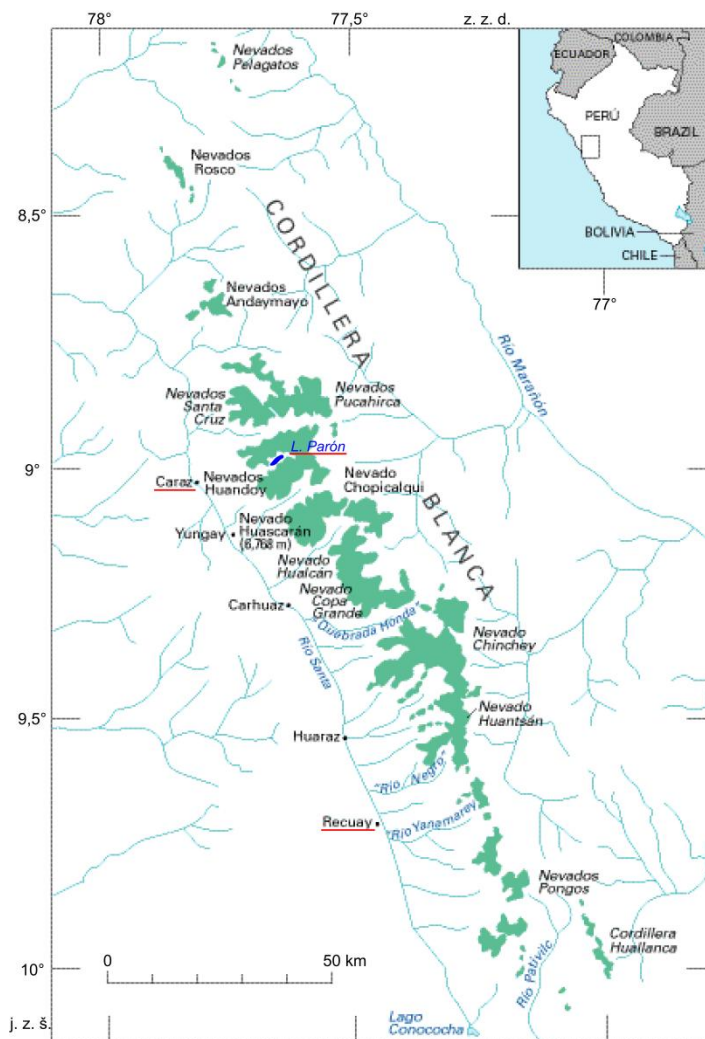 78°
77,5°
z. z. d.
Nevados
Pelagatos
COLOMBIA
ECUADOR
PERÚ
BRAZIL
BOLIVIA
CHILE
77°
Nevados
Rosco
8,5°
CORDILLERA
Nevados
Andaymayo
Río Marañón
Nevados
Santa
Cruz
Nevados
Pucahirca
L. Parón
9°
Caraz
Nevados
Huandoy
Nevado
Chopicalqui
BLANCA
Yungay
Nevado
Huascarán
(6,768 m)
Nevado
Hualcán
Nevado
Copa
Grande
Carhuaz
"Quebrada Honda"
Nevado
Chinchey
Río Santa
9,5°
Nevado
Huantsán
Huaraz
"Río Negro"
Recuay
"Río Yanamarey"
Nevados
Pongos
Cordillera
Huallanca
0
50 km
10°
Río Pativilc
j. z. š.
Lago
Conococha